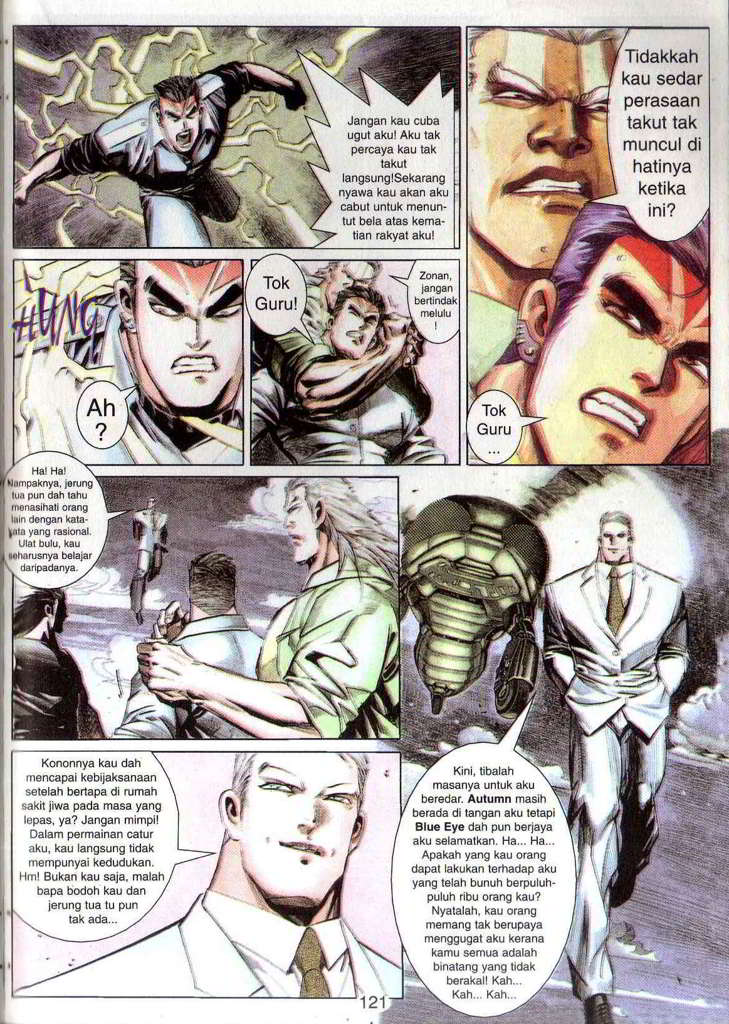 Jangan kau cuba
ugut aku! Aku tak
percaya kau tak
takut
langsung!Sekarang
nyawa kau akan aku
cabut untuk menun-
tut bela atas kema-
tian rakyat aku!
Tidakkah
kau sedar
perasaan
takut tak
muncul di
hatinya
ketika
ini?
Tok
Guru
...
HUNG
Ah
?
Tok
Guru!
Zonan,
jangan
bertindak
melulu
!
Ha! Ha!
Nampaknya, jerung
tua pun dah tahu
menasihati orang
lain dengan kata-
kata yang rasional.
Ulat bulu, kau
seharusnya belajar
daripadanya.
Kononnya kau dah
mencapai kebijaksanaan
setelah bertapa di rumah
sakit jiwa pada masa yang
lepas, ya? Jangan mimpi!
Dalam permainan catur
aku, kau langsung tidak
mempunyai kedudukan.
Hm! Bukan kau saja, malah
bapa bodoh kau dan
jerung tua tu pun
tak ada...
Kini, tibalah
masanya untuk aku
beredar. Autumn masih
berada di tangan aku tetapi
Blue Eye dah pun berjaya
aku selamatkan. Ha... Ha...
Apakah yang kau orang
dapat lakukan terhadap aku
yang telah bunuh berpuluh-
puluh ribu orang kau?
Nyatalah, kau orang
memang tak berupaya
menggugat aku kerana
kamu semua adalah
binatang yang tidak
berakal! Kah...
Kah... Kah...
121